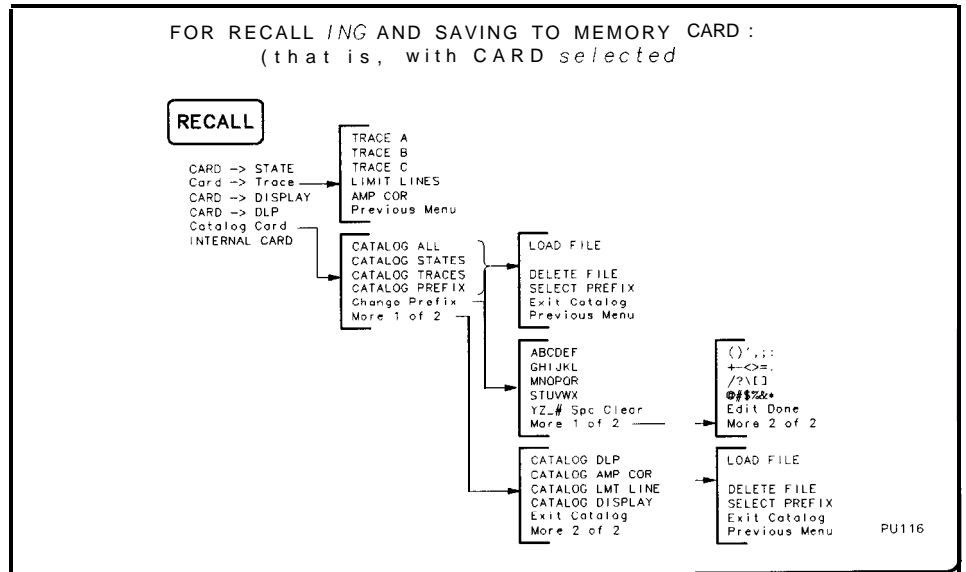 FOR RECALL ING AND SAVING TO MEMORY CARD :
(that is, with CARD selected
RECALL
CARD -> STATE
Card -> Trace
CARD -> DISPLAY
CARD -> DLP
Catalog Card
INTERNAL CARD
TRACE A
TRACE B
TRACE C
LIMIT LINES
AMP COR
Previous Menu
CATALOG ALL
CATALOG STATES
CATALOG TRACES
CATALOG PREFIX
Change Prefix
More 1 of 2
LOAD FILE
DELETE FILE
SELECT PREFIX
Exit Catalog
Previous Menu
ABCDEF
GHIJKL
MNOPQR
STUVWX
YZ_# Spc Clear
More 1 of 2
()',;:
+-<>=.
/?\[]
@#$%&*
Edit Done
More 2 of 2
CATALOG DLP
CATALOG AMP COR
CATALOG LMT LINE
CATALOG DISPLAY
Exit Catalog
More 2 of 2
LOAD FILE
DELETE FILE
SELECT PREFIX
Exit Catalog
Previous Menu
PU116